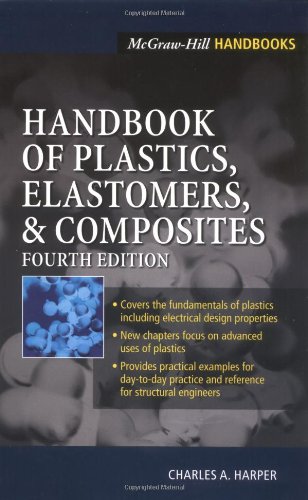 McGraw-Hill HANDBOOKS
HANDBOOK
OF PLASTICS,
ELASTOMERS,
& COMPOSITES
FOURTH EDITION
• Covers the fundamentals of plastics
including electrical design properties
• New chapters focus on advanced
uses of plastics
• Provides practical examples for
day-to-day practice and reference
for structural engineers
CHARLES A. HARPER